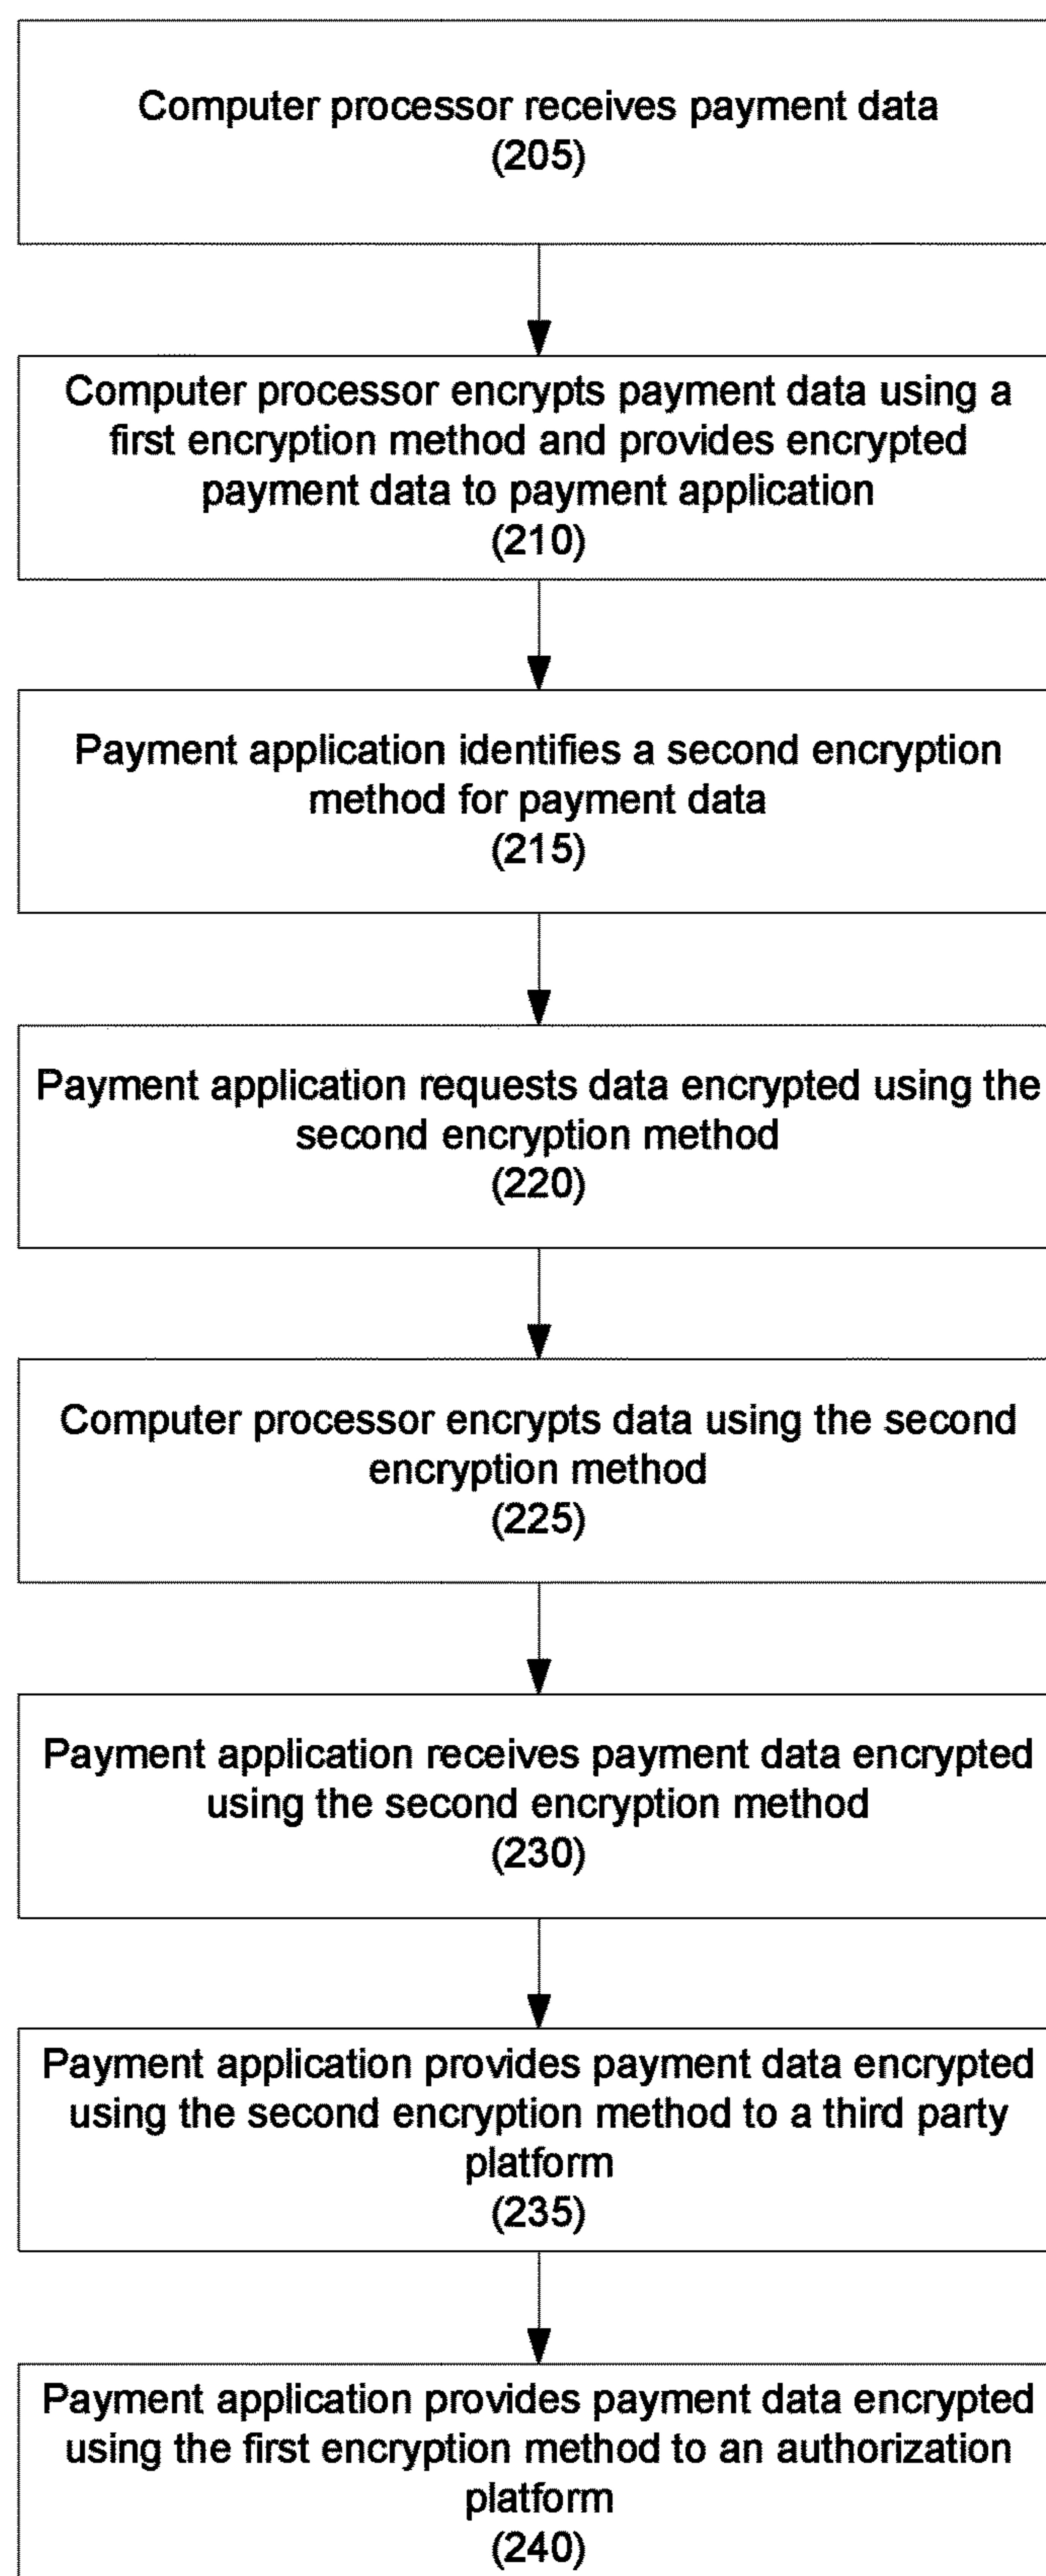 Computer processor receives payment data
(205)
Computer processor encrypts payment data using a
first encryption method and provides encrypted
payment data to payment application
(210)
Payment application identifies a second encryption
method for payment data
(215)
Payment application requests data encrypted using the
second encryption method
(220)
Computer processor encrypts data using the second
encryption method
(225)
Payment application receives payment data encrypted
using the second encryption method
(230)
Payment application provides payment data encrypted
using the second encryption method to a third party
platform
(235)
Payment application provides payment data encrypted
using the first encryption method to an authorization
platform
(240)